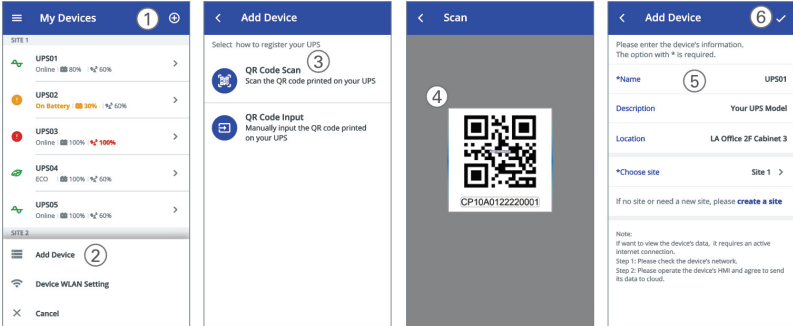 My Devices
1
SITE 1
UPS01
Online 80% 60%
UPS02
On Battery 30% 60%
UPS03
Online 100% 100%
UPS04
ECO 100% 60%
UPS05
Online 100% 60%
SITE 2
Add Device
2
Device WLAN Setting
Cancel
Add Device
Select how to register your UPS
3
QR Code Scan
Scan the QR code printed on your UPS
QR Code Input
Manually input the QR code printed
on your UPS
Scan
4
CP10A0122220001
Add Device
6
Please enter the device's information.
The option with * is required.
*Name UPS01
5
Description Your UPS Model
Location LA Office 2F Cabinet 3
*Choose site Site 1
If no site or need a new site, please create a site
Note:
If want to view the device's data, it requires an active
internet connection.
Step 1: Please check the device's network.
Step 2: Please operate the device's HMI and agree to send
its data to cloud.